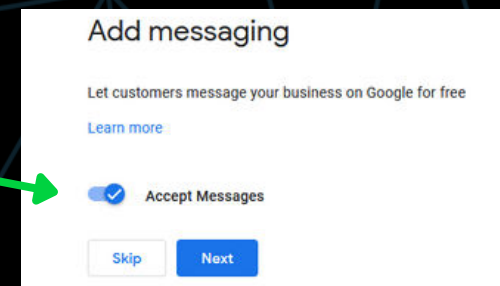 Add messaging
Let customers message your business on Google for free
Learn more
Accept Messages
Skip
Next